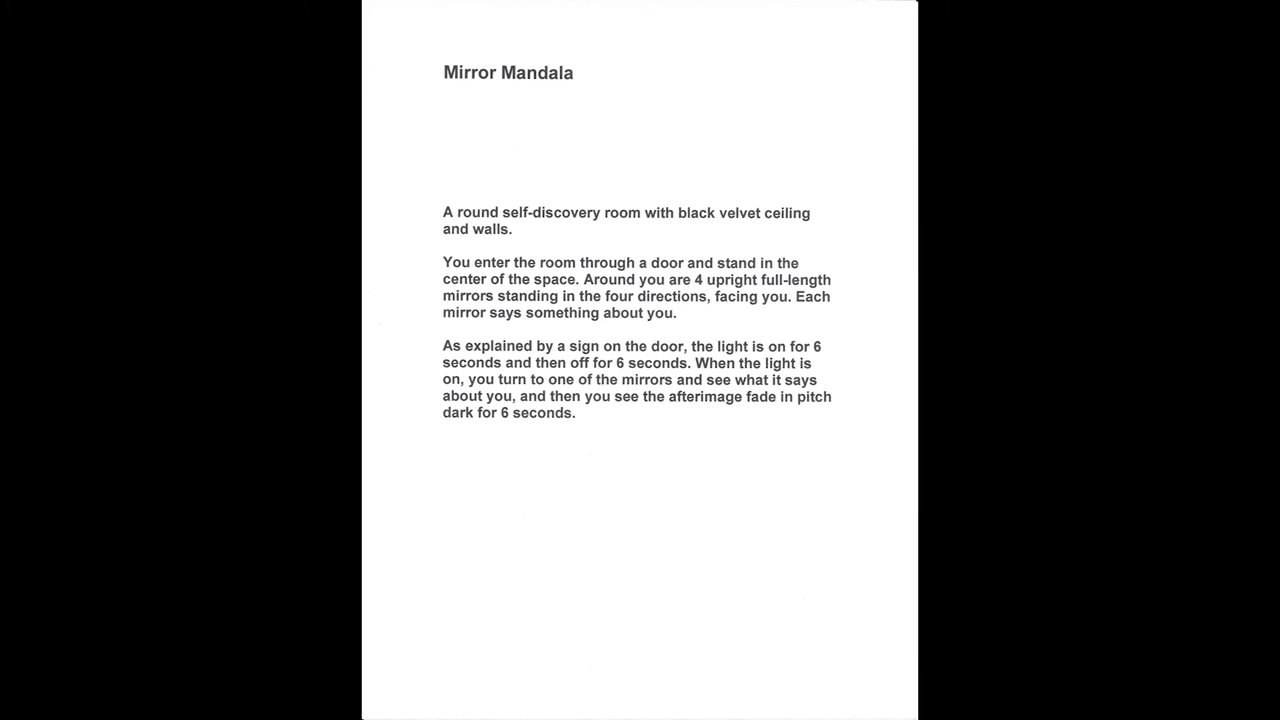 Mirror Mandala
A round self-discovery room with black velvet ceiling
and walls.
You enter the room through a door and stand in the
center of the space. Around you are 4 upright full-length
mirrors standing in the four directions, facing you. Each
mirror says something about you.
As explained by a sign on the door, the light is on for 6
seconds and then off for 6 seconds. When the light is
on, you turn to one of the mirrors and see what it says
about you, and then you see the afterimage fade in pitch
dark for 6 seconds.